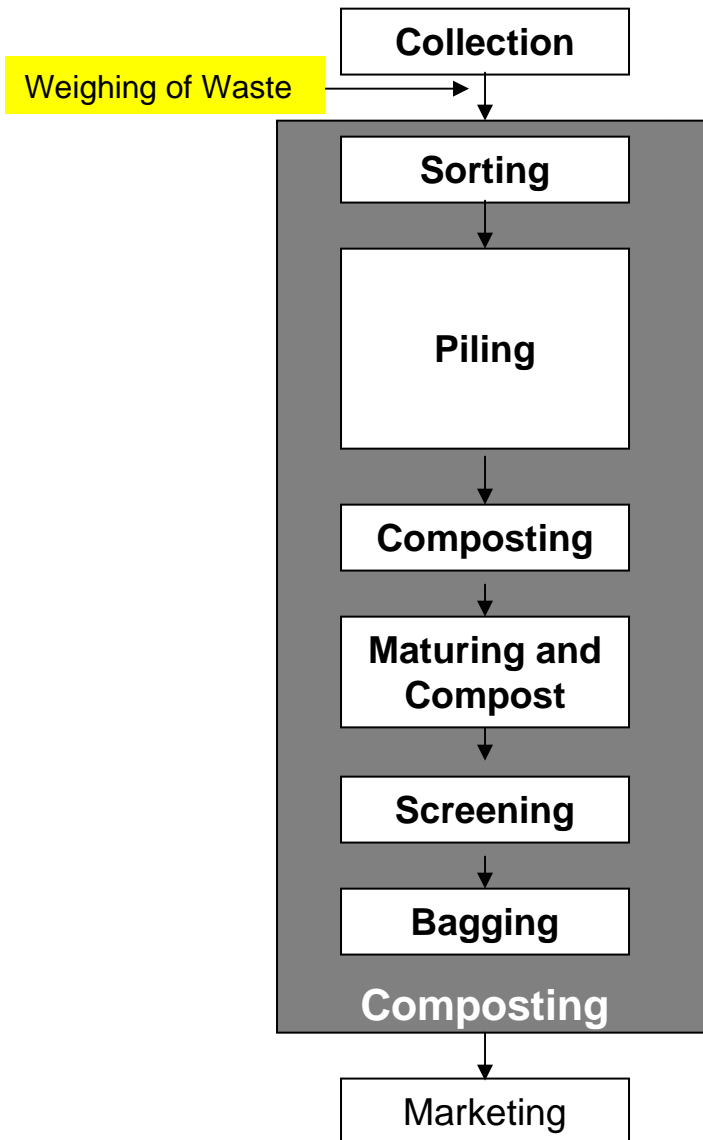 Collection
Weighing of Waste
Sorting
Piling
Composting
Maturing and
Compost
Screening
Bagging
Composting
Marketing